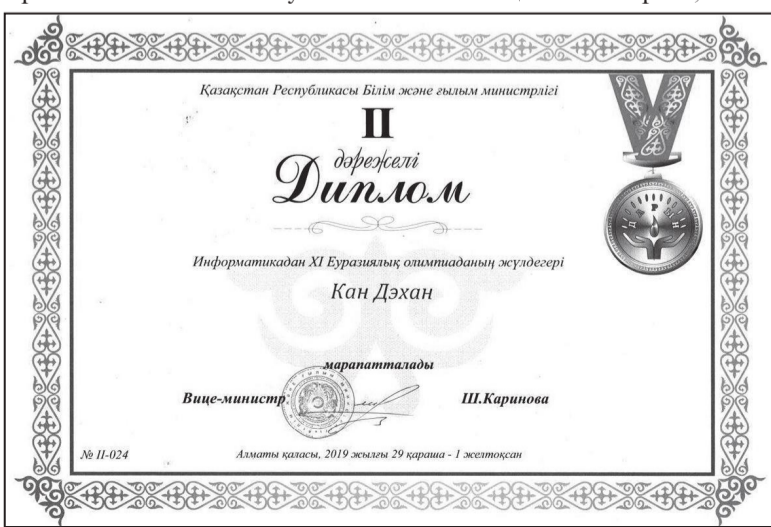 Қазақстан Республикасы Білім және ғылым министрлігі
II
дәрежелі
Диплом
ДАРЫН
Информатикадан XI Еуразиялық олимпиаданың жүлдегері
Кан Дэхан
марапатталады
Вице-министр Ш.Каринова
№ II-024 Алматы қаласы, 2019 жылғы 29 қараша - 1 желтоқсан